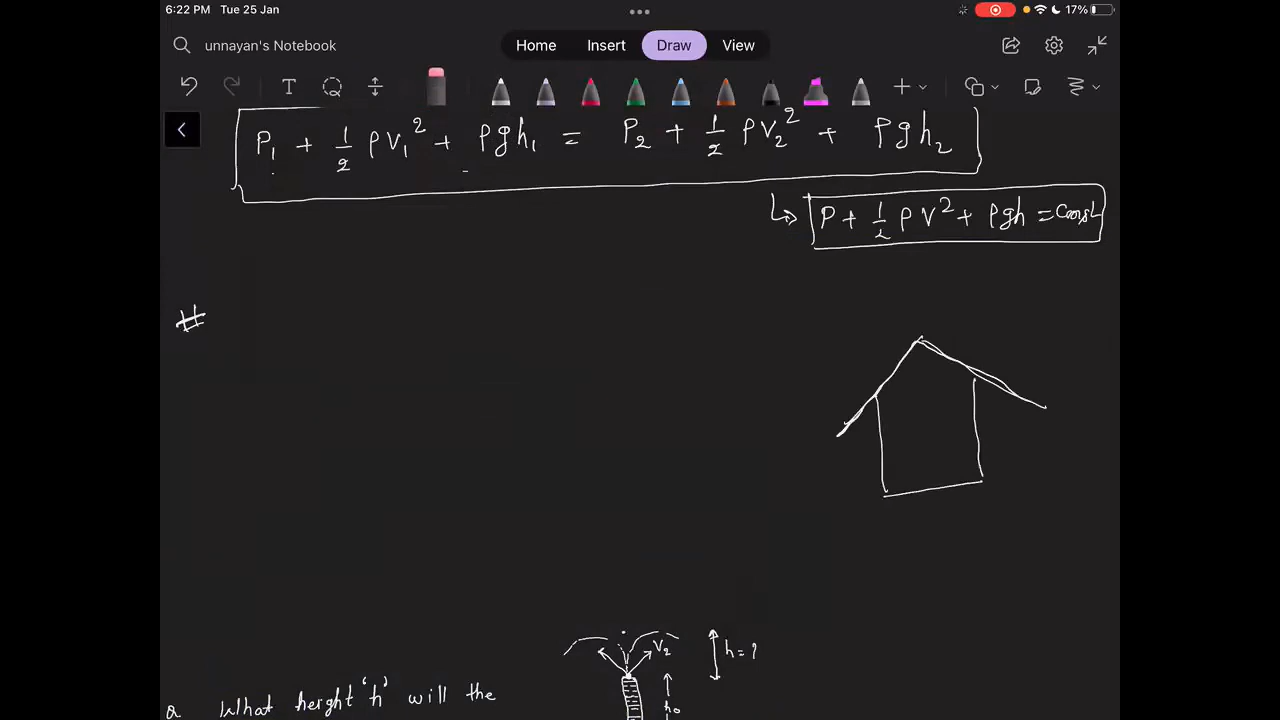 6:22 PM Tue 25 Jan
17%
unnayan's Notebook
Home Insert Draw View
T
P₁ + 1/2 ρV₁² + ρgh₁ = P₂ + 1/2 ρV₂² + ρgh₂
↳ P + 1/2 ρV² + ρgh = Const
#
V₂
h = ?
h₀
Q What height 'h' will the